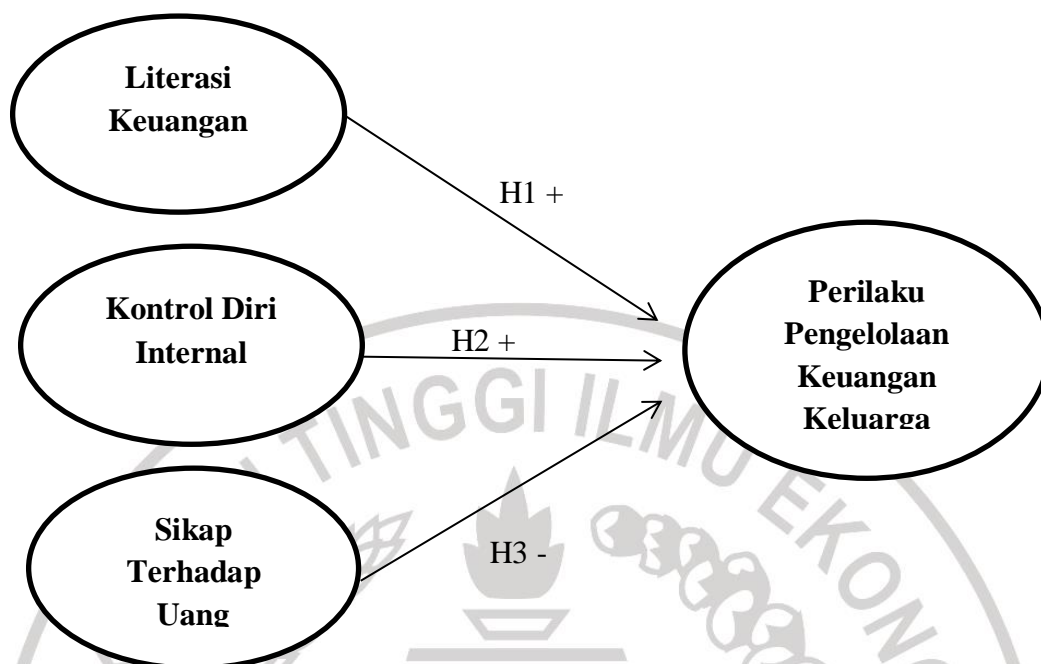 Literasi
Keuangan
H1 +
Kontrol Diri
Internal
H2 +
Perilaku
Pengelolaan
Keuangan
Keluarga
Sikap
Terhadap
Uang
H3 -
TINGGI ILMU EKONO